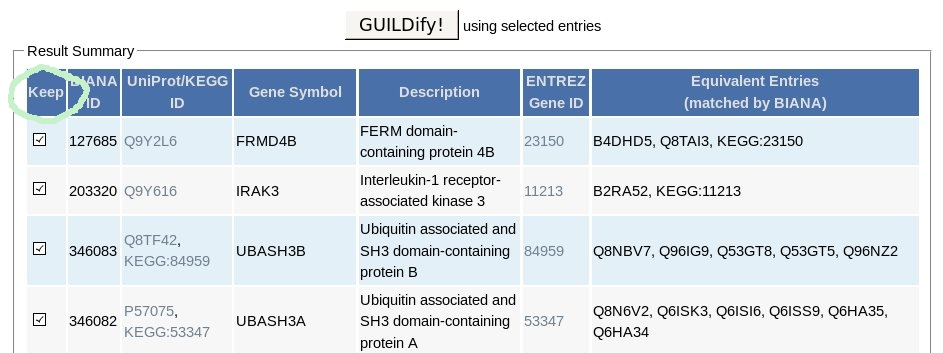 GUILDify! using selected entries
Result Summary
Keep BIANA ID UniProt/KEGG ID Gene Symbol Description ENTREZ Gene ID Equivalent Entries (matched by BIANA)
127685 Q9Y2L6 FRMD4B FERM domain-containing protein 4B 23150 B4DHD5, Q8TAI3, KEGG:23150
203320 Q9Y616 IRAK3 Interleukin-1 receptor-associated kinase 3 11213 B2RA52, KEGG:11213
346083 Q8TF42, KEGG:84959 UBASH3B Ubiquitin associated and SH3 domain-containing protein B 84959 Q8NBV7, Q96IG9, Q53GT8, Q53GT5, Q96NZ2
346082 P57075, KEGG:53347 UBASH3A Ubiquitin associated and SH3 domain-containing protein A 53347 Q8N6V2, Q6ISK3, Q6ISI6, Q6ISS9, Q6HA35, Q6HA34